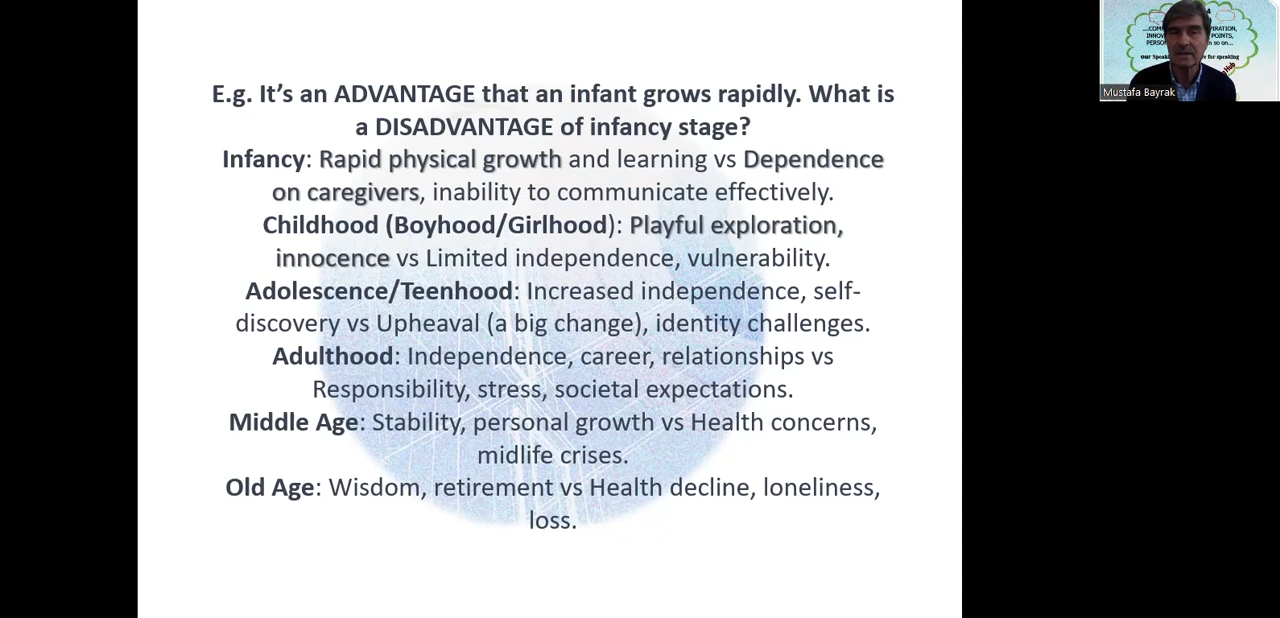 E.g. It’s an ADVANTAGE that an infant grows rapidly. What is
a DISADVANTAGE of infancy stage?
Infancy: Rapid physical growth and learning vs Dependence
on caregivers, inability to communicate effectively.
Childhood (Boyhood/Girlhood): Playful exploration,
innocence vs Limited independence, vulnerability.
Adolescence/Teenhood: Increased independence, self-
discovery vs Upheaval (a big change), identity challenges.
Adulthood: Independence, career, relationships vs
Responsibility, stress, societal expectations.
Middle Age: Stability, personal growth vs Health concerns,
midlife crises.
Old Age: Wisdom, retirement vs Health decline, loneliness,
loss.
POINTS,
for speaking
Mustafa Bayrak